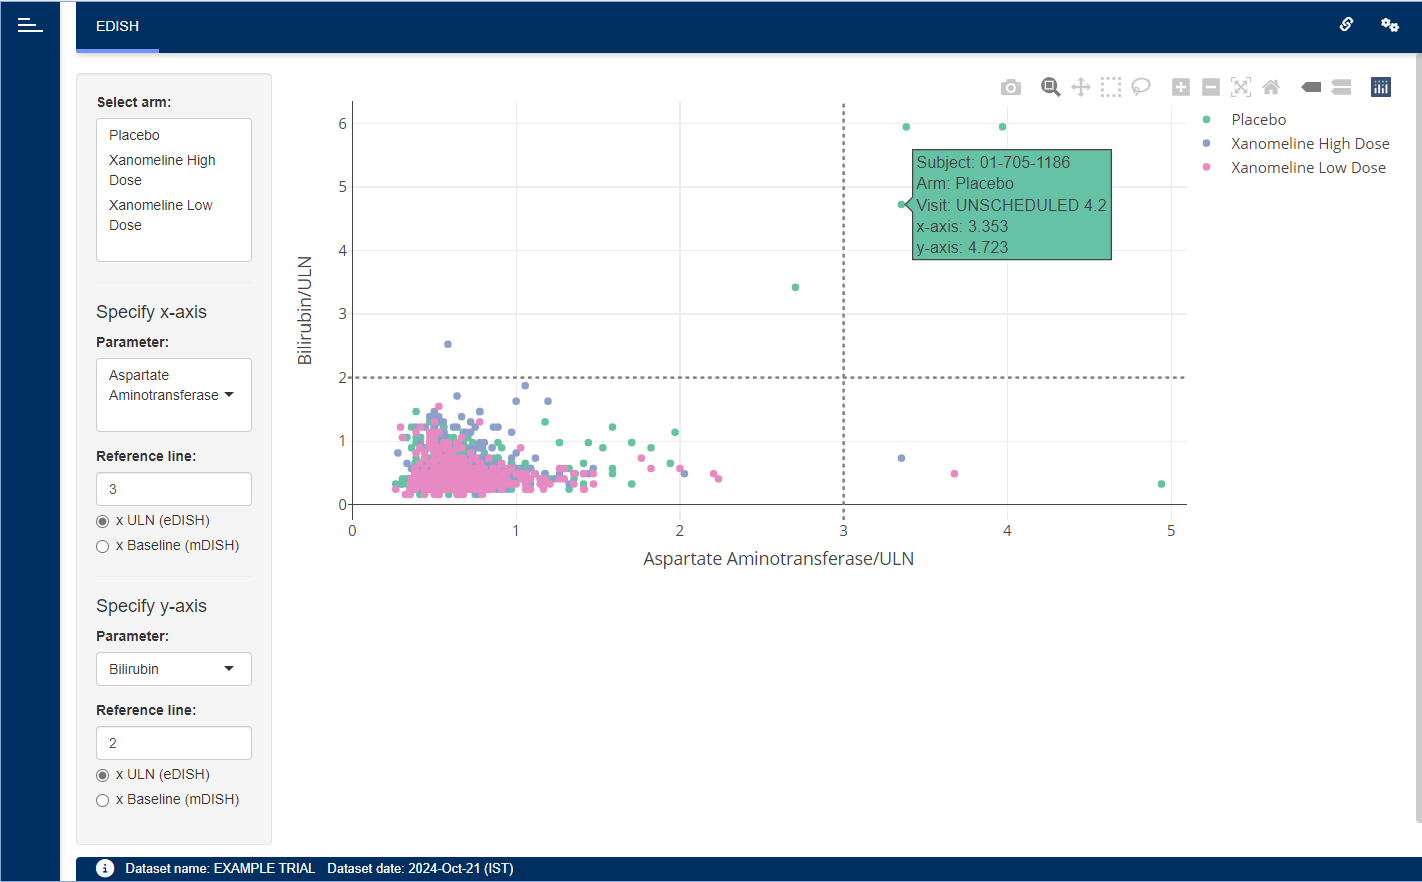 EDISH
Select arm:
Placebo
Xanomeline High
Dose
Xanomeline Low
Dose
Specify x-axis
Parameter:
Aspartate
Aminotransferase
Reference line:
3
x ULN (eDISH)
x Baseline (mDISH)
Specify y-axis
Parameter:
Bilirubin
Reference line:
2
x ULN (eDISH)
x Baseline (mDISH)
Bilirubin/ULN
6
5
4
3
2
1
0
0 1 2 3 4 5
Aspartate Aminotransferase/ULN
Subject: 01-705-1186
Arm: Placebo
Visit: UNSCHEDULED 4.2
x-axis: 3.353
y-axis: 4.723
Placebo
Xanomeline High Dose
Xanomeline Low Dose
Dataset name: EXAMPLE TRIAL Dataset date: 2024-Oct-21 (IST)